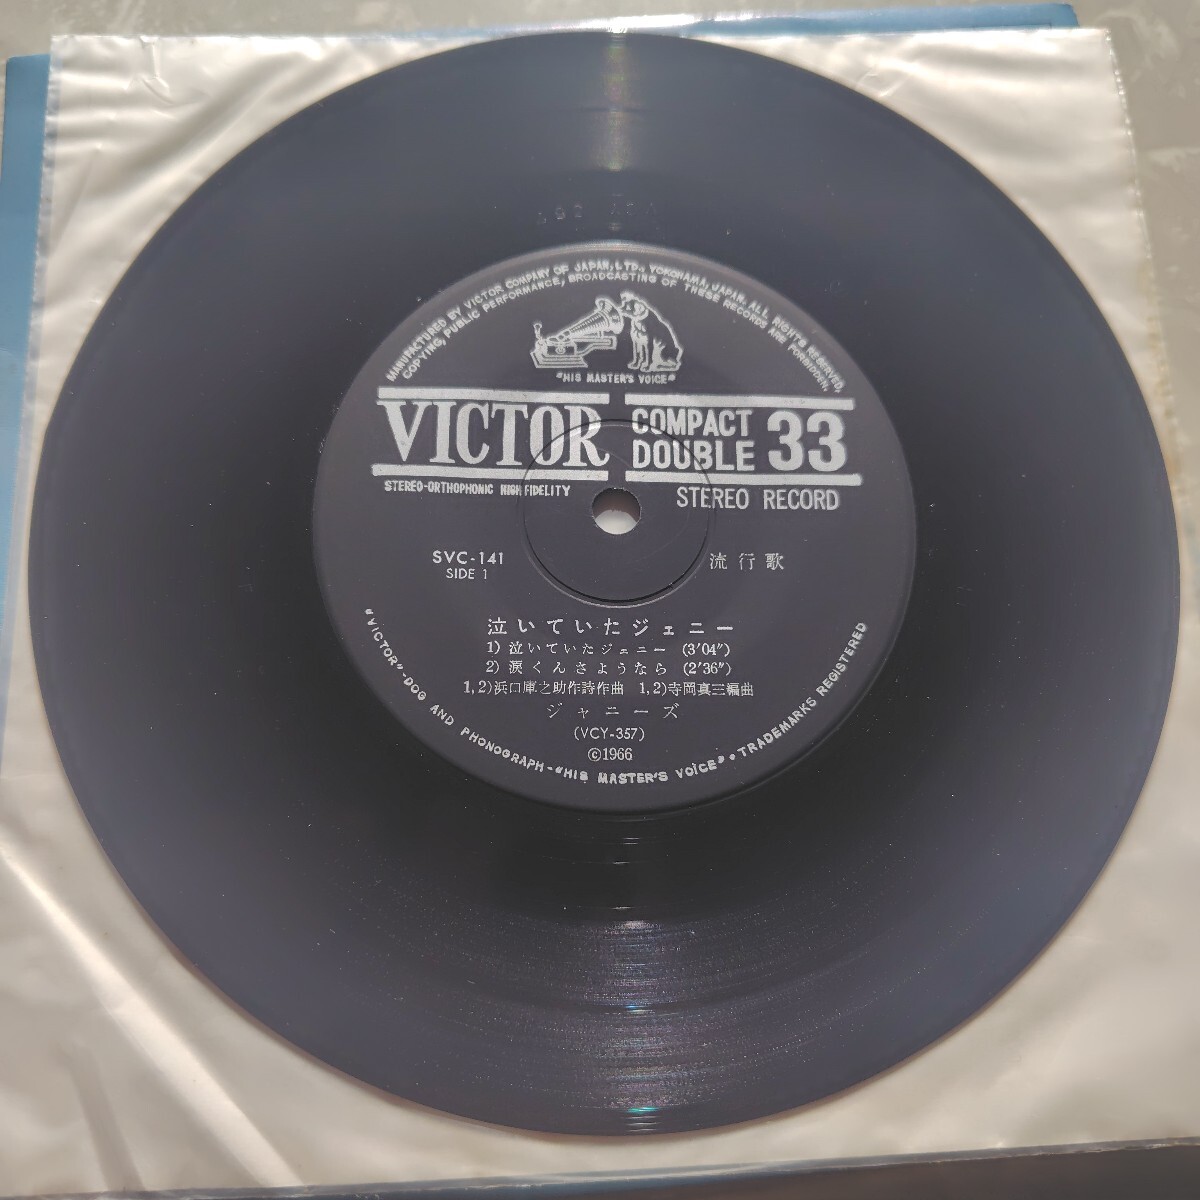 MANUFACTURED BY VICTOR COMPANY OF JAPAN, LTD., YOKOHAMA, JAPAN. ALL RIGHTS RESERVED,
COPYING, PUBLIC PERFORMANCE, BROADCASTING OF THESE RECORDS ARE FORBIDDEN.
"HIS MASTER'S VOICE"
VICTOR
COMPACT
DOUBLE 33
STEREO-ORTHOPHONIC HIGH FIDELITY
STEREO RECORD
SVC-141
SIDE 1
流行歌
泣いていたジェニー
1) 泣いていたジェニー (3'04")
2) 涙くんさようなら (2'36")
1,2)浜口庫之助作詩作曲 1,2)寺岡真三編曲
ジャニーズ
(VCY-357)
©1966
"VICTOR"-DOG AND PHONOGRAPH-"HIS MASTER'S VOICE"•TRADEMARKS REGISTERED